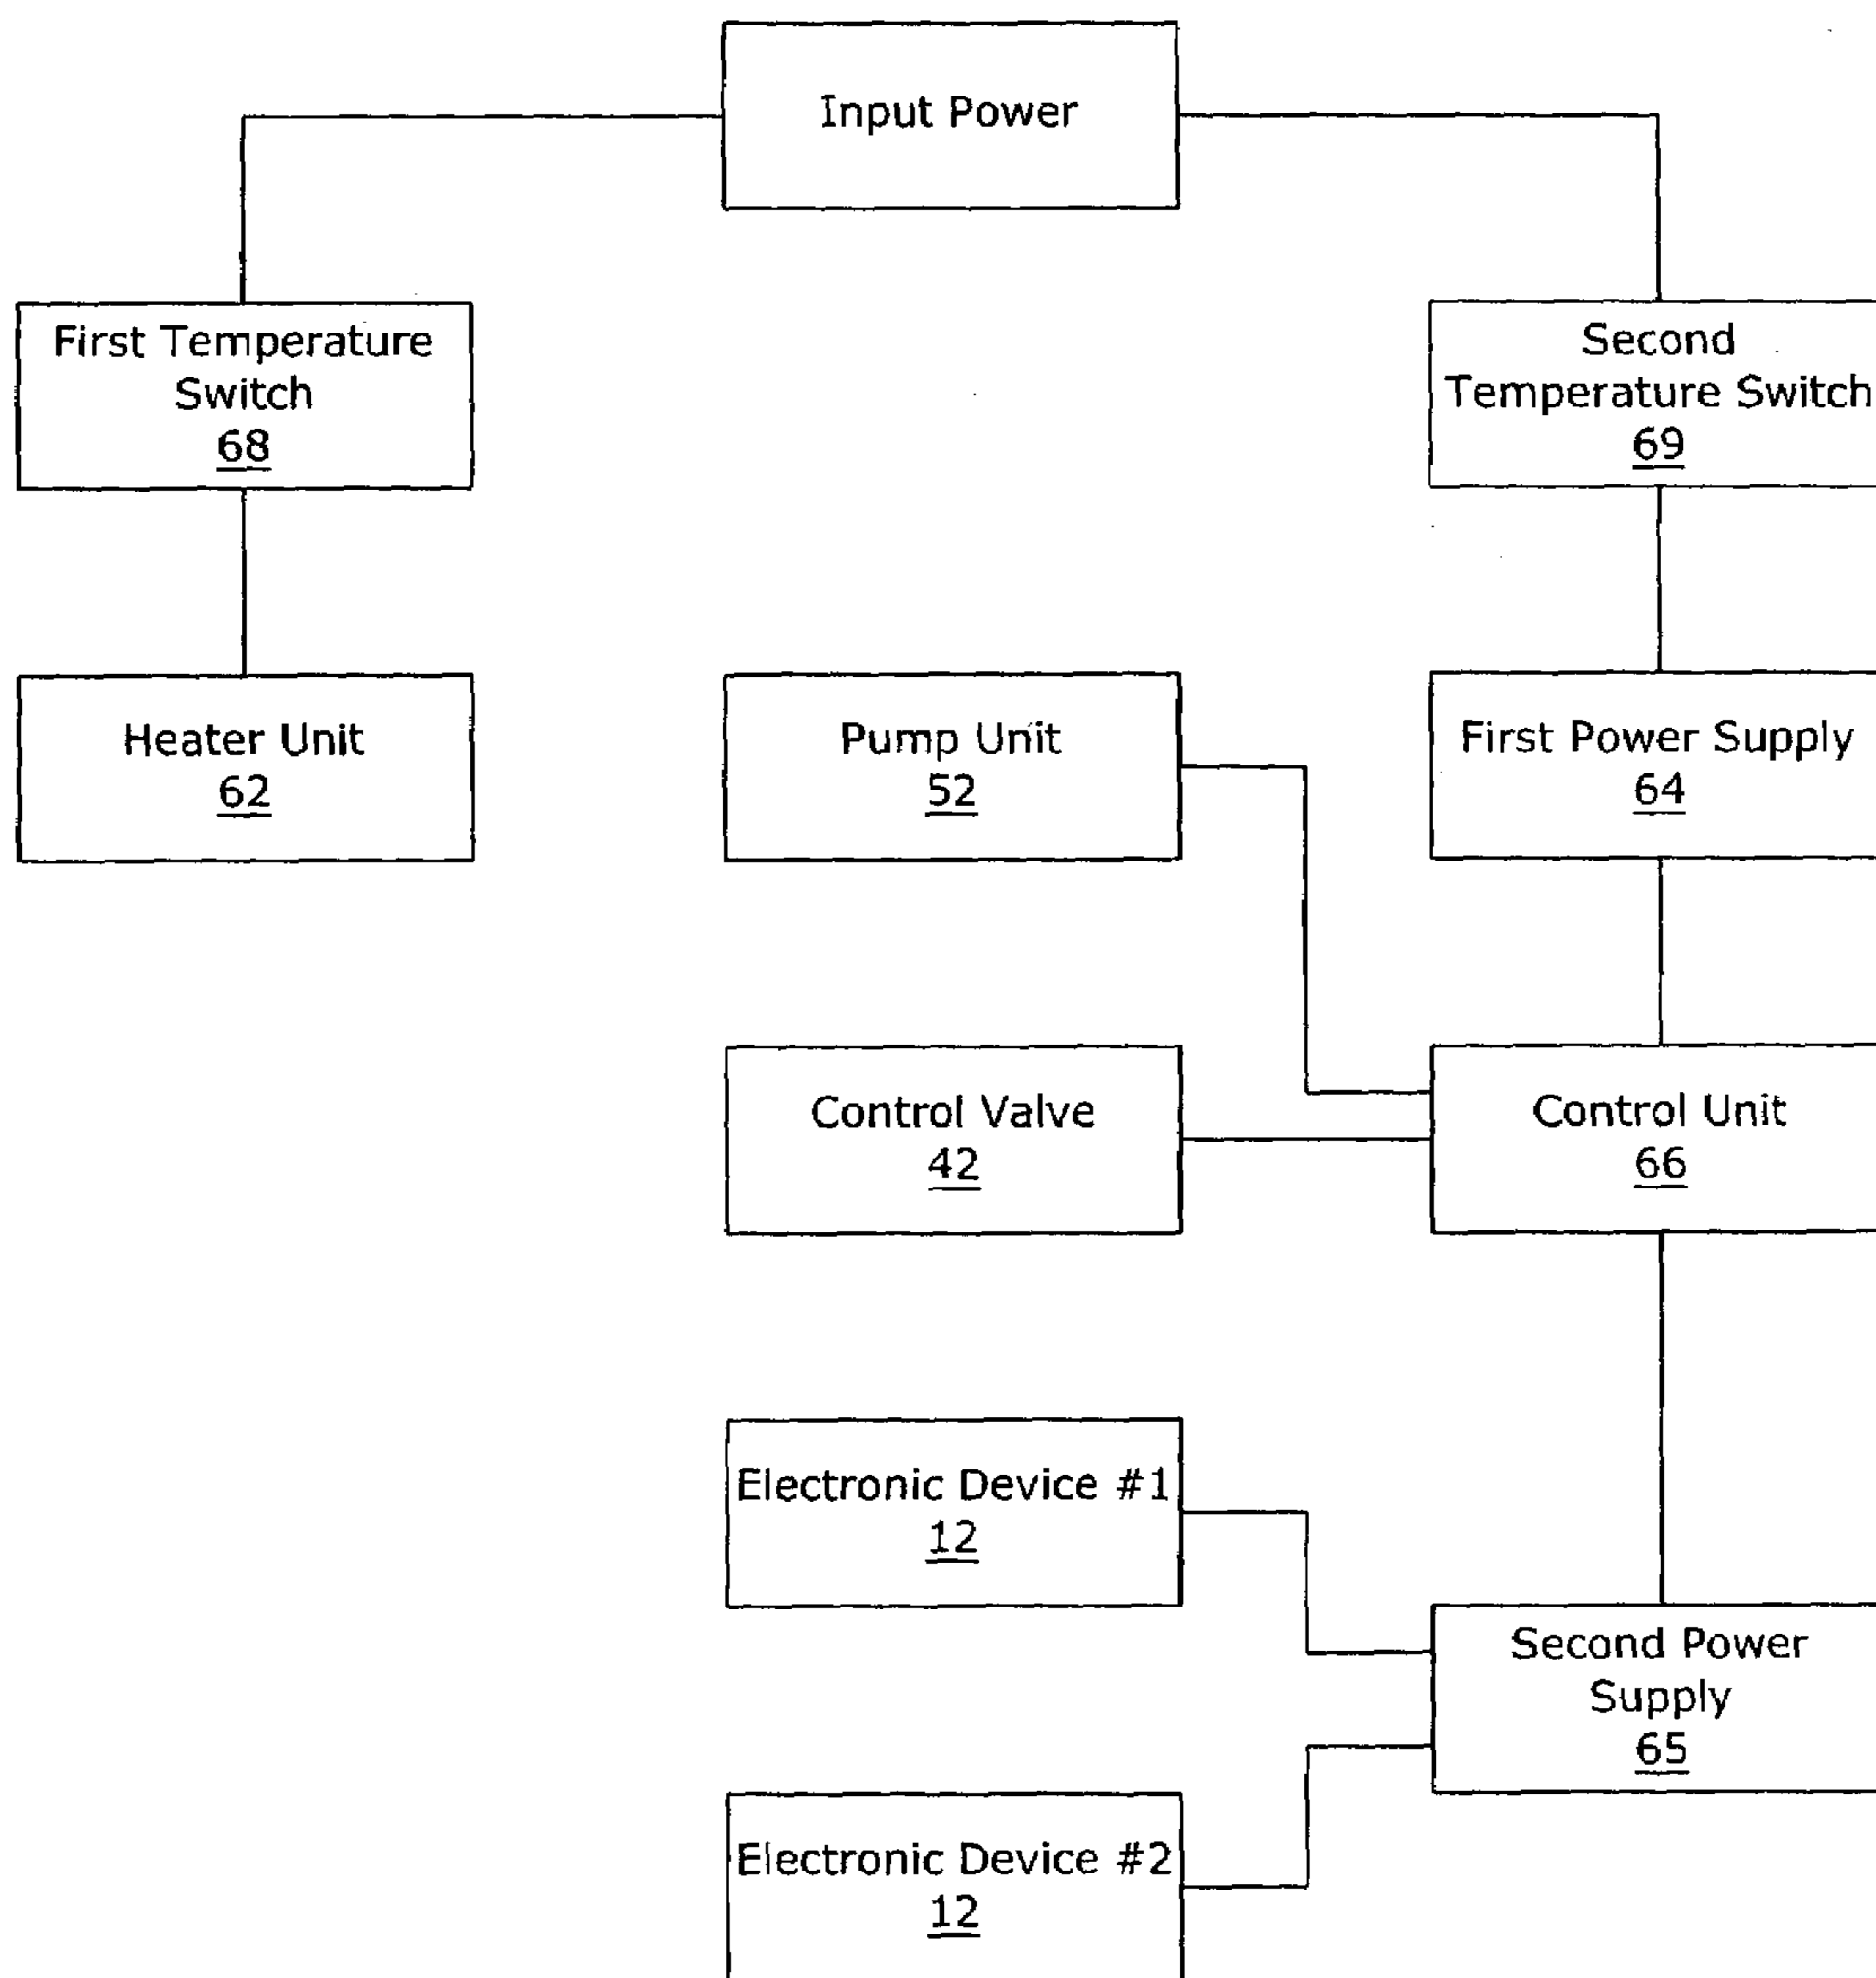 Input Power
First Temperature
Switch
68
Second
Temperature Switch
69
Heater Unit
62
Pump Unit
52
First Power Supply
64
Control Valve
42
Control Unit
66
Electronic Device #1
12
Second Power
Supply
65
Electronic Device #2
12